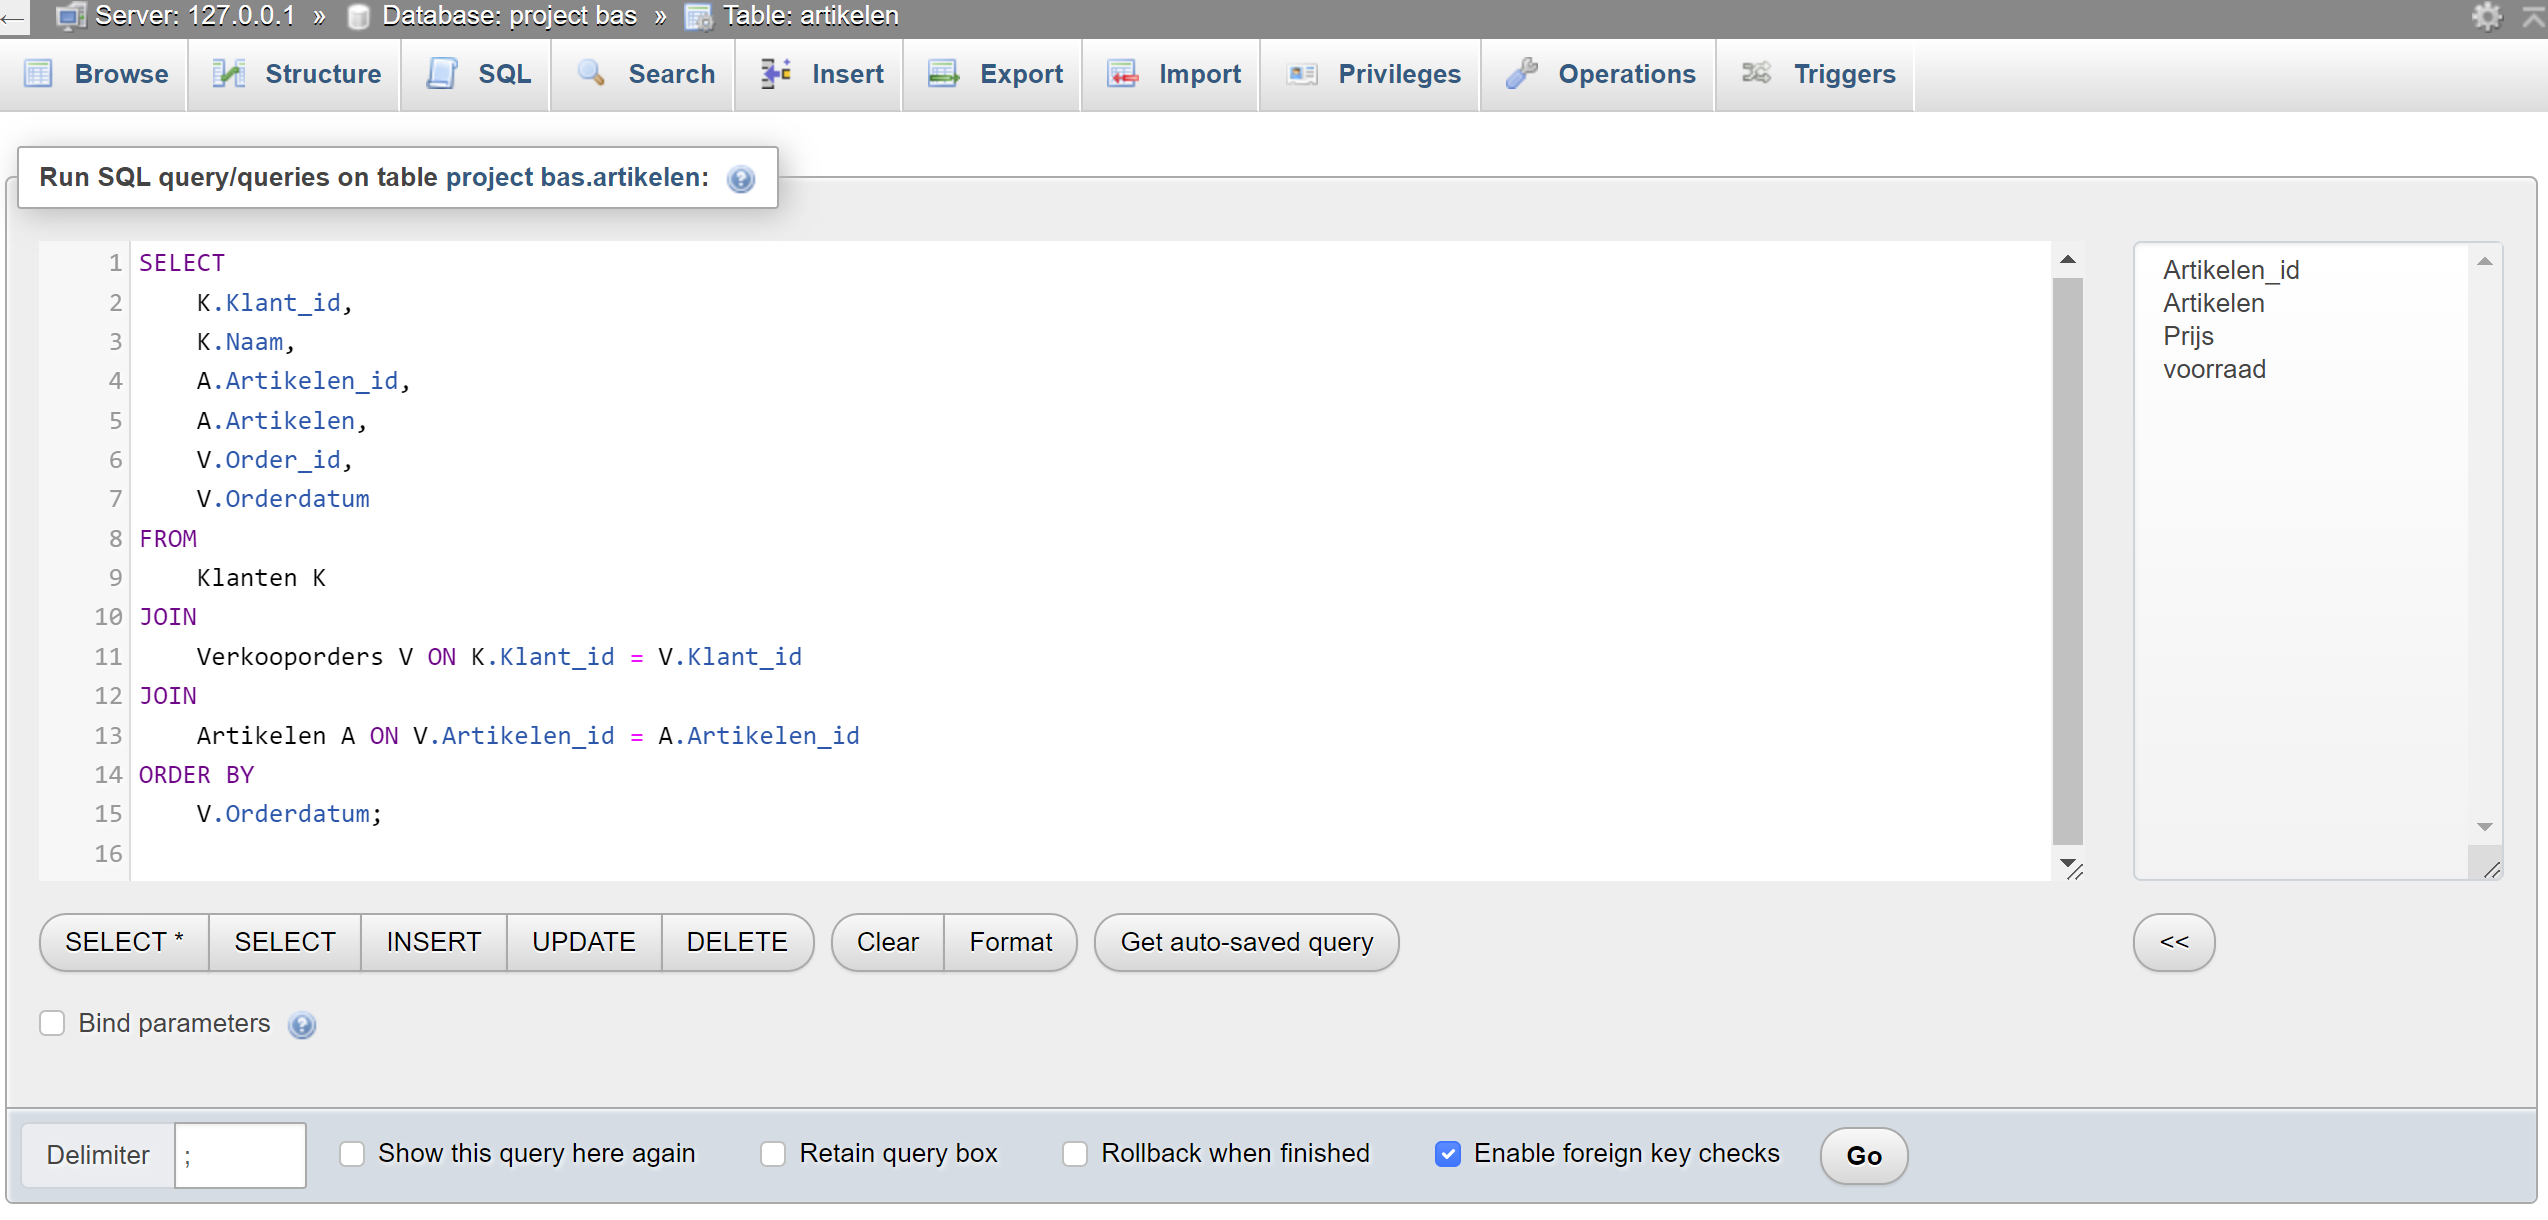 Server: 127.0.0.1 » Database: project bas » Table: artikelen
Browse Structure SQL Search Insert Export Import Privileges Operations Triggers
Run SQL query/queries on table project bas.artikelen:
1 SELECT
2 K.Klant_id,
3 K.Naam,
4 A.Artikelen_id,
5 A.Artikelen,
6 V.Order_id,
7 V.Orderdatum
8 FROM
9 Klanten K
10 JOIN
11 Verkooporders V ON K.Klant_id = V.Klant_id
12 JOIN
13 Artikelen A ON V.Artikelen_id = A.Artikelen_id
14 ORDER BY
15 V.Orderdatum;
16
Artikelen_id
Artikelen
Prijs
voorraad
SELECT * SELECT INSERT UPDATE DELETE Clear Format Get auto-saved query <<
Bind parameters
Delimiter ; Show this query here again Retain query box Rollback when finished Enable foreign key checks Go